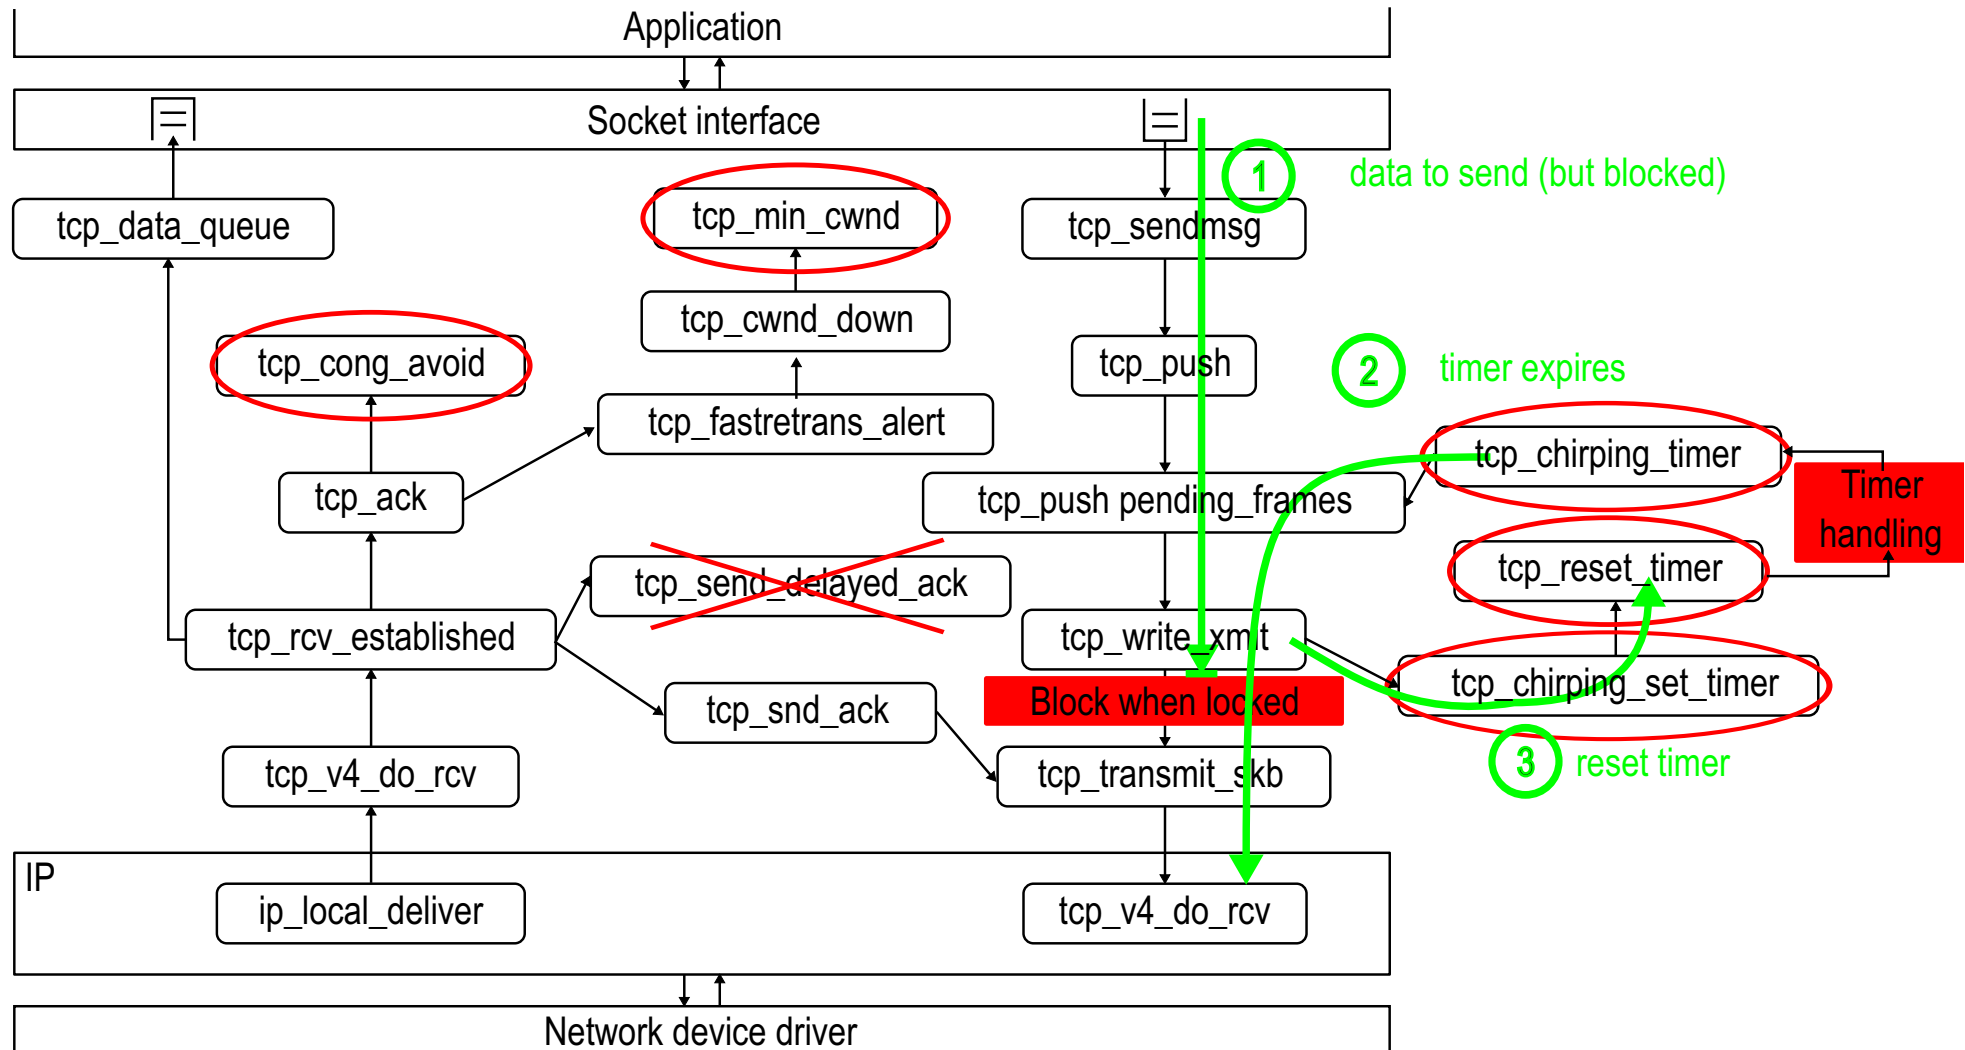 Application
Socket interface
1
data to send (but blocked)
tcp_min_cwnd
tcp_data_queue
tcp_sendmsg
tcp_cwnd_down
tcp_cong_avoid
tcp_push
2
timer expires
tcp_fastretrans_alert
tcp_chirping_timer
tcp_ack
tcp_push pending_frames
Timer
handling
tcp_send_delayed_ack
tcp_reset_timer
tcp_rcv_established
tcp_write_xmt
tcp_chirping_set_timer
tcp_snd_ack
Block when locked
3
reset timer
tcp_v4_do_rcv
tcp_transmit_skb
IP
ip_local_deliver
tcp_v4_do_rcv
Network device driver